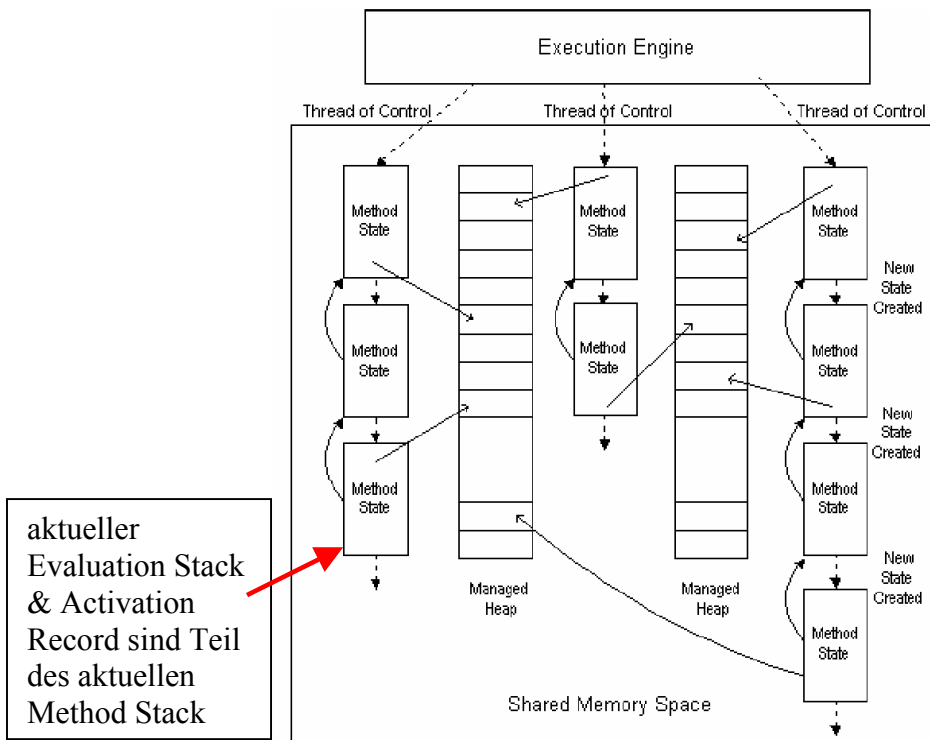 Execution Engine
Thread of Control
Thread of Control
Thread of Control
Method
State
Method
State
Method
State
New
State
Created
Method
State
Method
State
Method
State
New
State
Created
Method
State
Method
State
New
State
Created
Method
State
Managed
Heap
Managed
Heap
Shared Memory Space
aktueller
Evaluation Stack
& Activation
Record sind Teil
des aktuellen
Method Stack